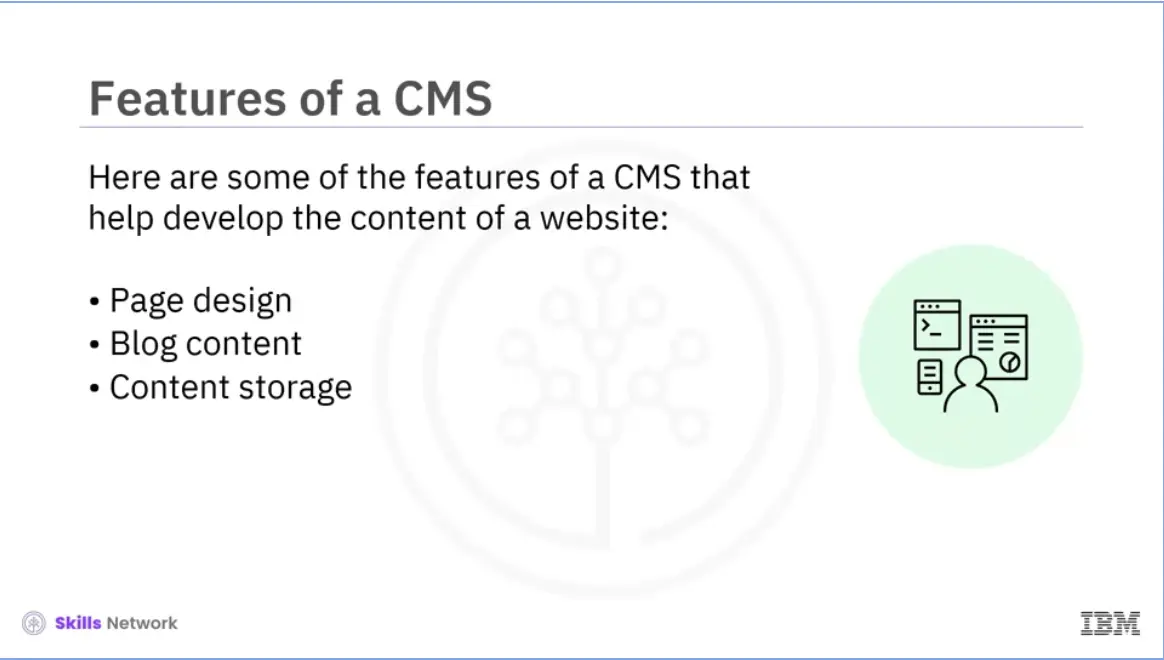 Features of a CMS
Here are some of the features of a CMS that
help develop the content of a website:
• Page design
• Blog content
• Content storage
Skills Network
IBM